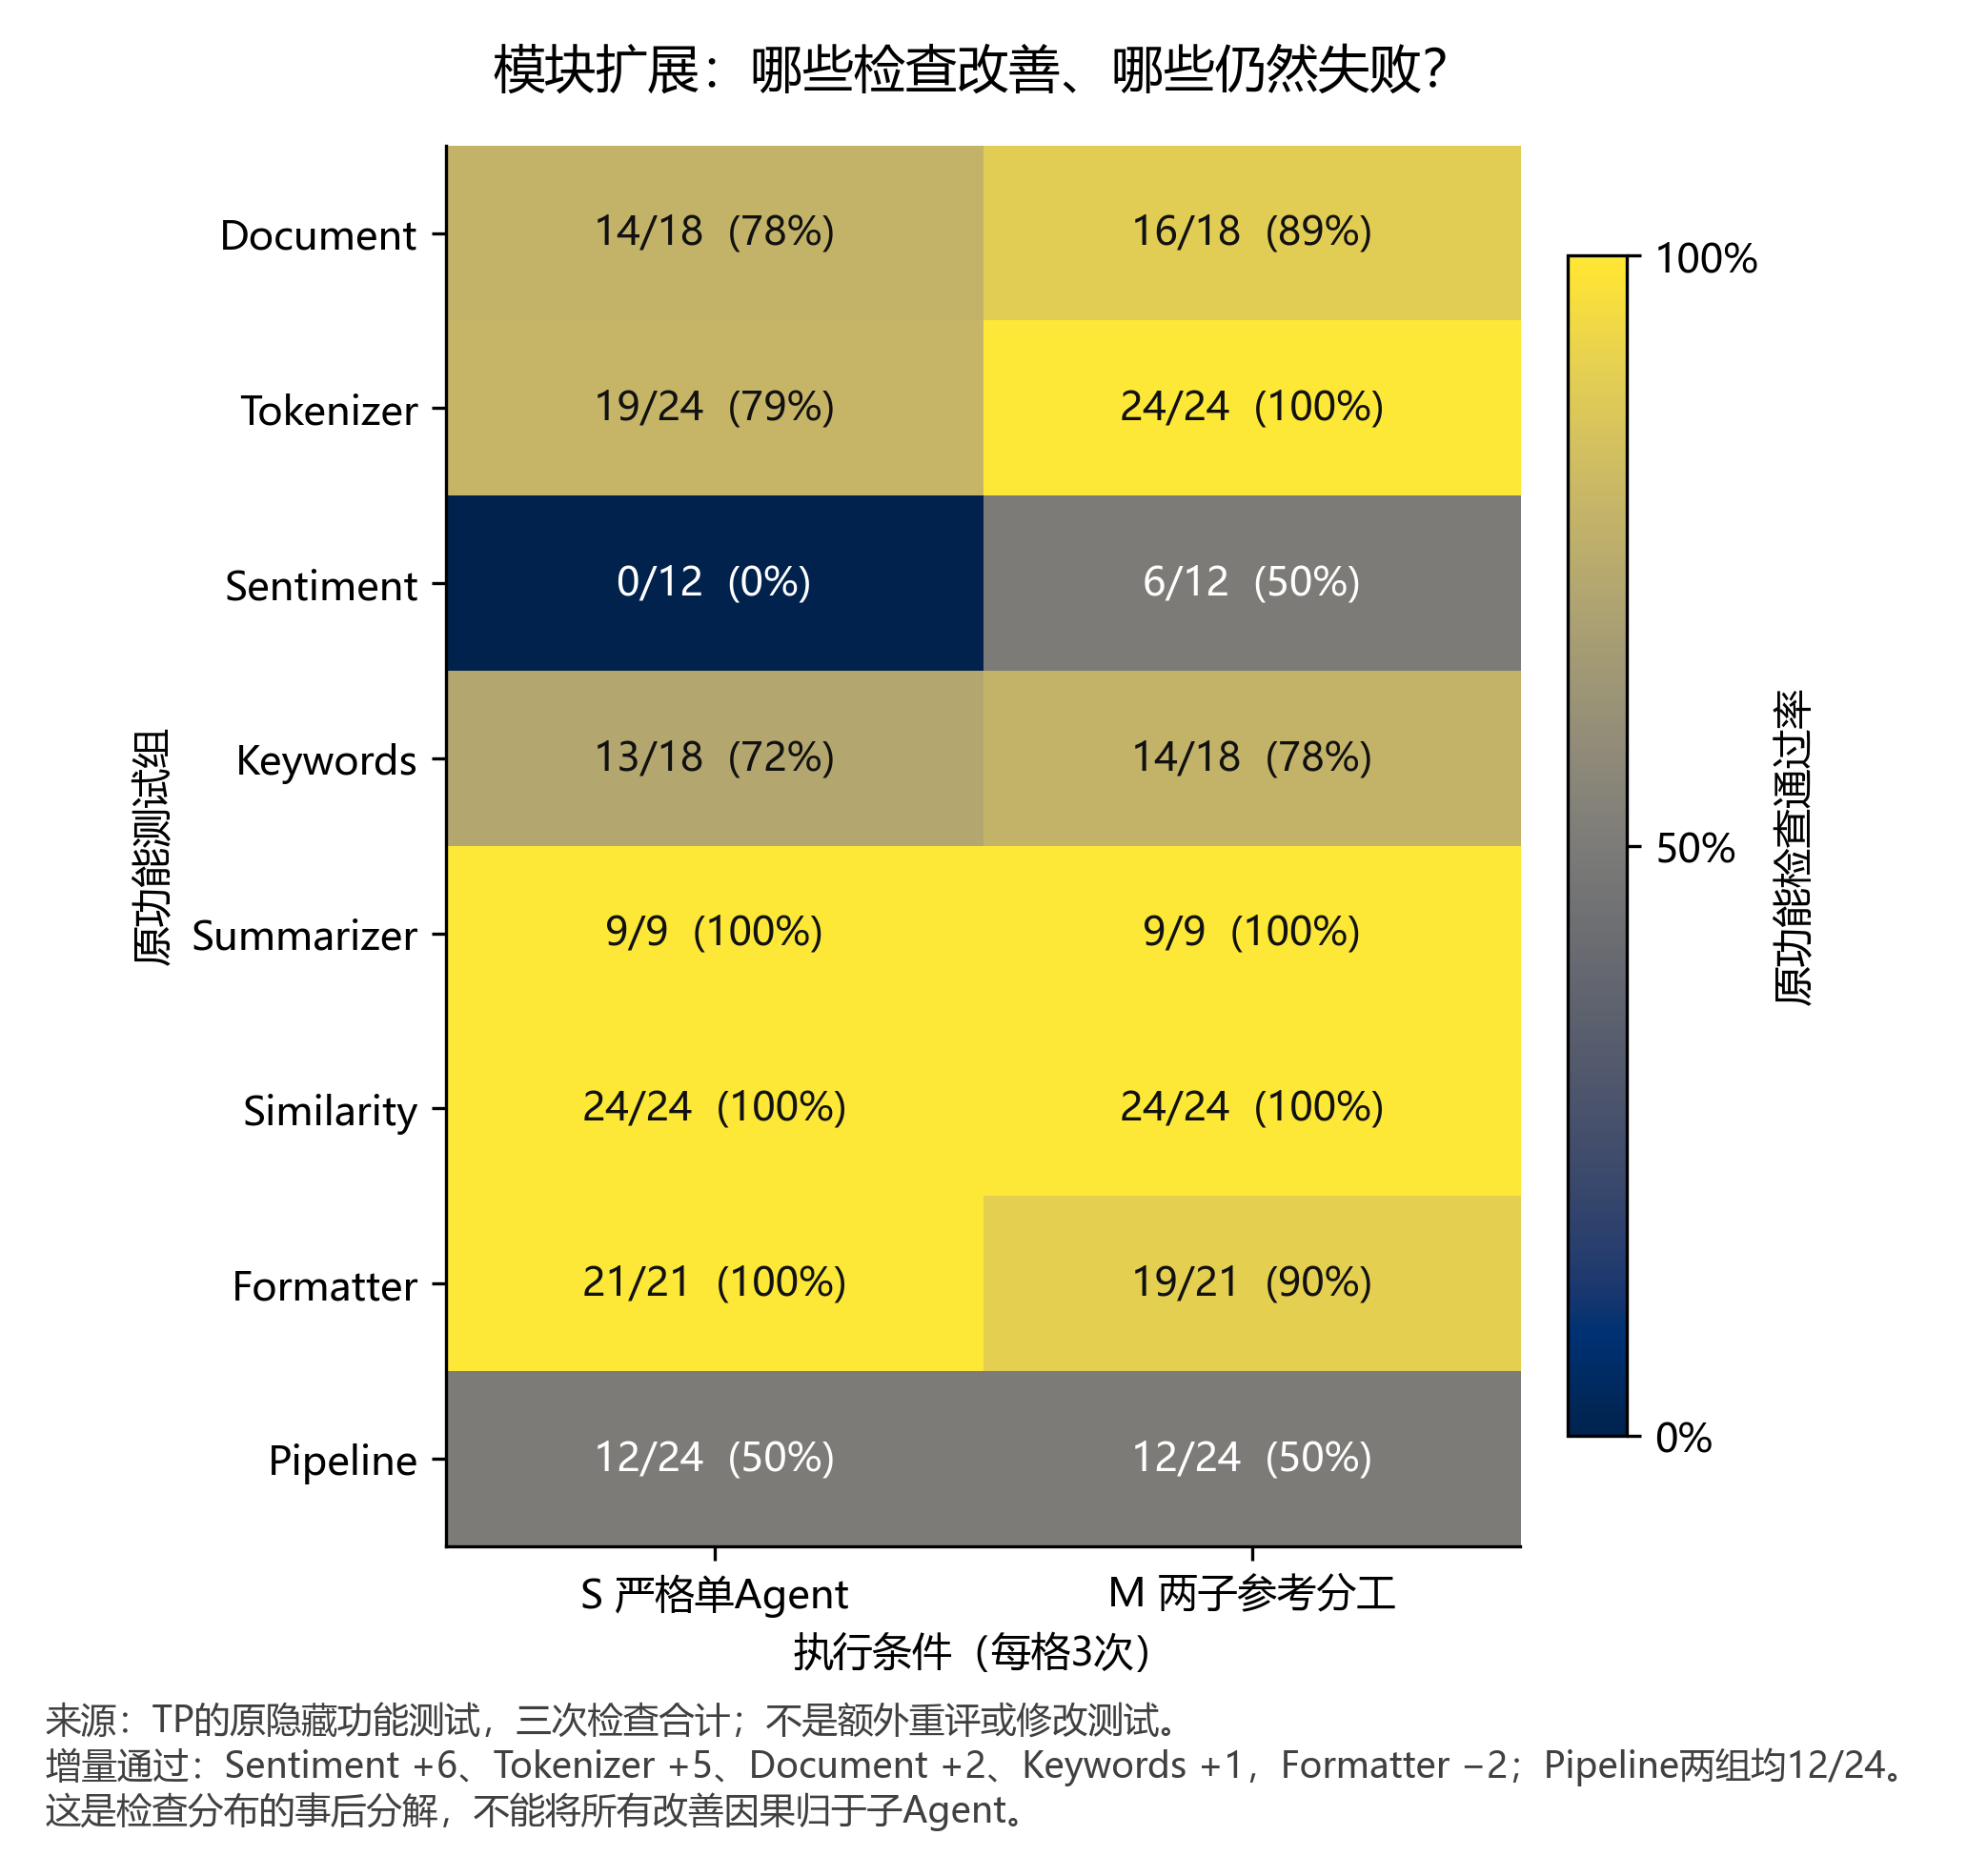 模块扩展：哪些检查改善、哪些仍然失败？
Document
14/18 (78%)
16/18 (89%)
Tokenizer
19/24 (79%)
24/24 (100%)
Sentiment
0/12 (0%)
6/12 (50%)
Keywords
13/18 (72%)
14/18 (78%)
Summarizer
9/9 (100%)
9/9 (100%)
Similarity
24/24 (100%)
24/24 (100%)
Formatter
21/21 (100%)
19/21 (90%)
Pipeline
12/24 (50%)
12/24 (50%)
原功能测试组
S 严格单Agent
M 两子参考分工
执行条件（每格3次）
100%
50%
0%
原功能检查通过率
来源：TP的原隐藏功能测试，三次检查合计；不是额外重评或修改测试。
增量通过：Sentiment +6、Tokenizer +5、Document +2、Keywords +1，Formatter −2；Pipeline两组均12/24。
这是检查分布的事后分解，不能将所有改善因果归于子Agent。